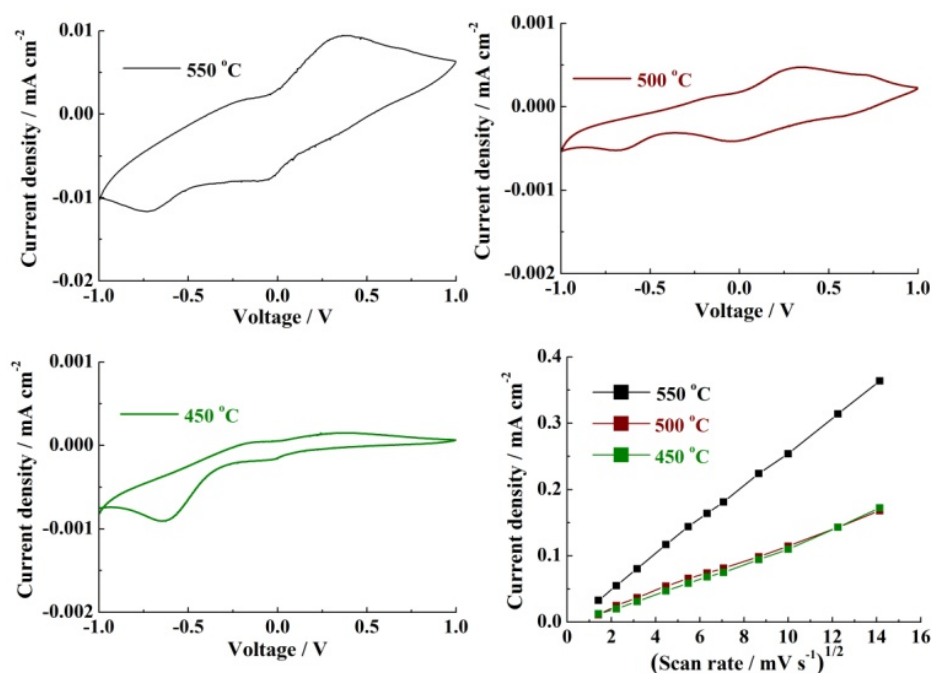 0.01
0.00
-0.01
-0.02
Current density / mA cm-2
550 °C
-1.0 -0.5 0.0 0.5 1.0
Voltage / V
0.001
0.000
-0.001
-0.002
Current density / mA cm-2
500 °C
-1.0 -0.5 0.0 0.5 1.0
Voltage / V
0.001
0.000
-0.001
-0.002
Current density / mA cm-2
450 °C
-1.0 -0.5 0.0 0.5 1.0
Voltage / V
0.4
0.3
0.2
0.1
0.0
Current density / mA cm-2
550 °C
500 °C
450 °C
0 2 4 6 8 10 12 14 16
(Scan rate / mV s-1)1/2